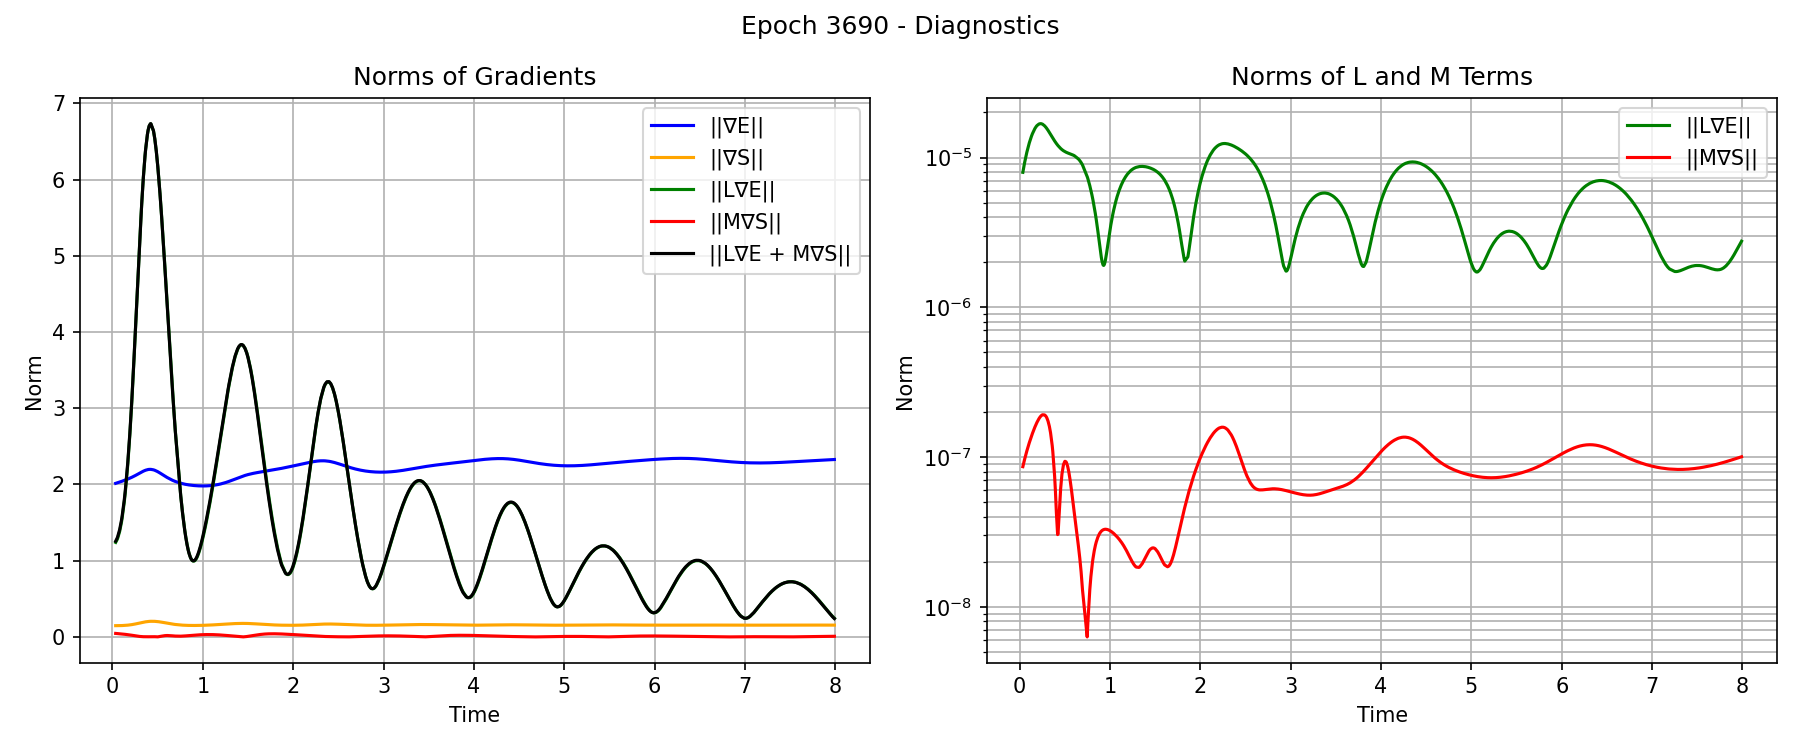 Epoch 3690 - Diagnostics
Norms of Gradients
7
6
5
4
3
2
1
0
Norm
0 1 2 3 4 5 6 7 8
Time
||∇E||
||∇S||
||L∇E||
||M∇S||
||L∇E + M∇S||
Norms of L and M Terms
10⁻⁵
10⁻⁶
10⁻⁷
10⁻⁸
Norm
0 1 2 3 4 5 6 7 8
Time
||L∇E||
||M∇S||